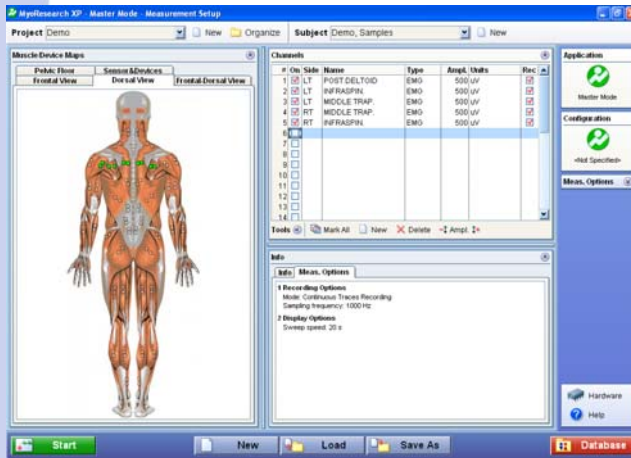 MyoResearch XP - Master Mode - Measurement Setup
Project Demo New Organize Subject Demo, Samples New
Muscle Device Maps
Pelvic Floor Sensor&Devices
Frontal View Dorsal View Frontal-Dorsal View
Channels
# On Side Name Type Ampl. Units Rec
1 LT POST.DELTOID EMG 500 uV
2 LT INFRASPIN. EMG 500 uV
3 LT MIDDLE TRAP. EMG 500 uV
4 RT MIDDLE TRAP. EMG 500 uV
5 RT INFRASPIN. EMG 500 uV
6
7
8
9
10
11
12
13
14
Tools Mark All New Delete Ampl.
Info
Info Meas. Options
1 Recording Options
Mode: Continuous Traces Recording
Sampling frequency: 1000 Hz
2 Display Options
Sweep speed: 20 s
Application
Master Mode
Configuration
<Not Specified>
Meas. Options
Hardware
Help
Start New Load Save As Database